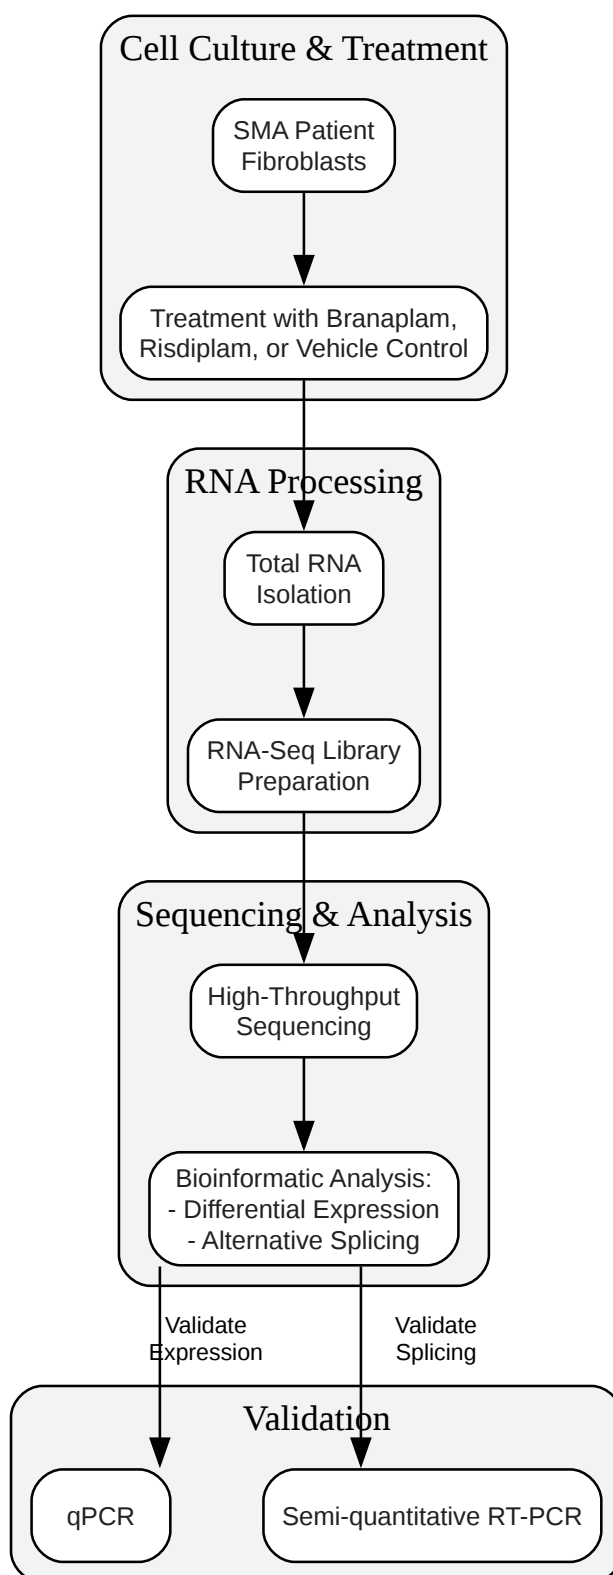 Cell Culture & Treatment
SMA Patient
Fibroblasts
Treatment with Branaplam,
Risdiplam, or Vehicle Control
RNA Processing
Total RNA
Isolation
RNA-Seq Library
Preparation
Sequencing & Analysis
High-Throughput
Sequencing
Bioinformatic Analysis:
- Differential Expression
- Alternative Splicing
Validate
Expression
Validate
Splicing
Validation
qPCR
Semi-quantitative RT-PCR